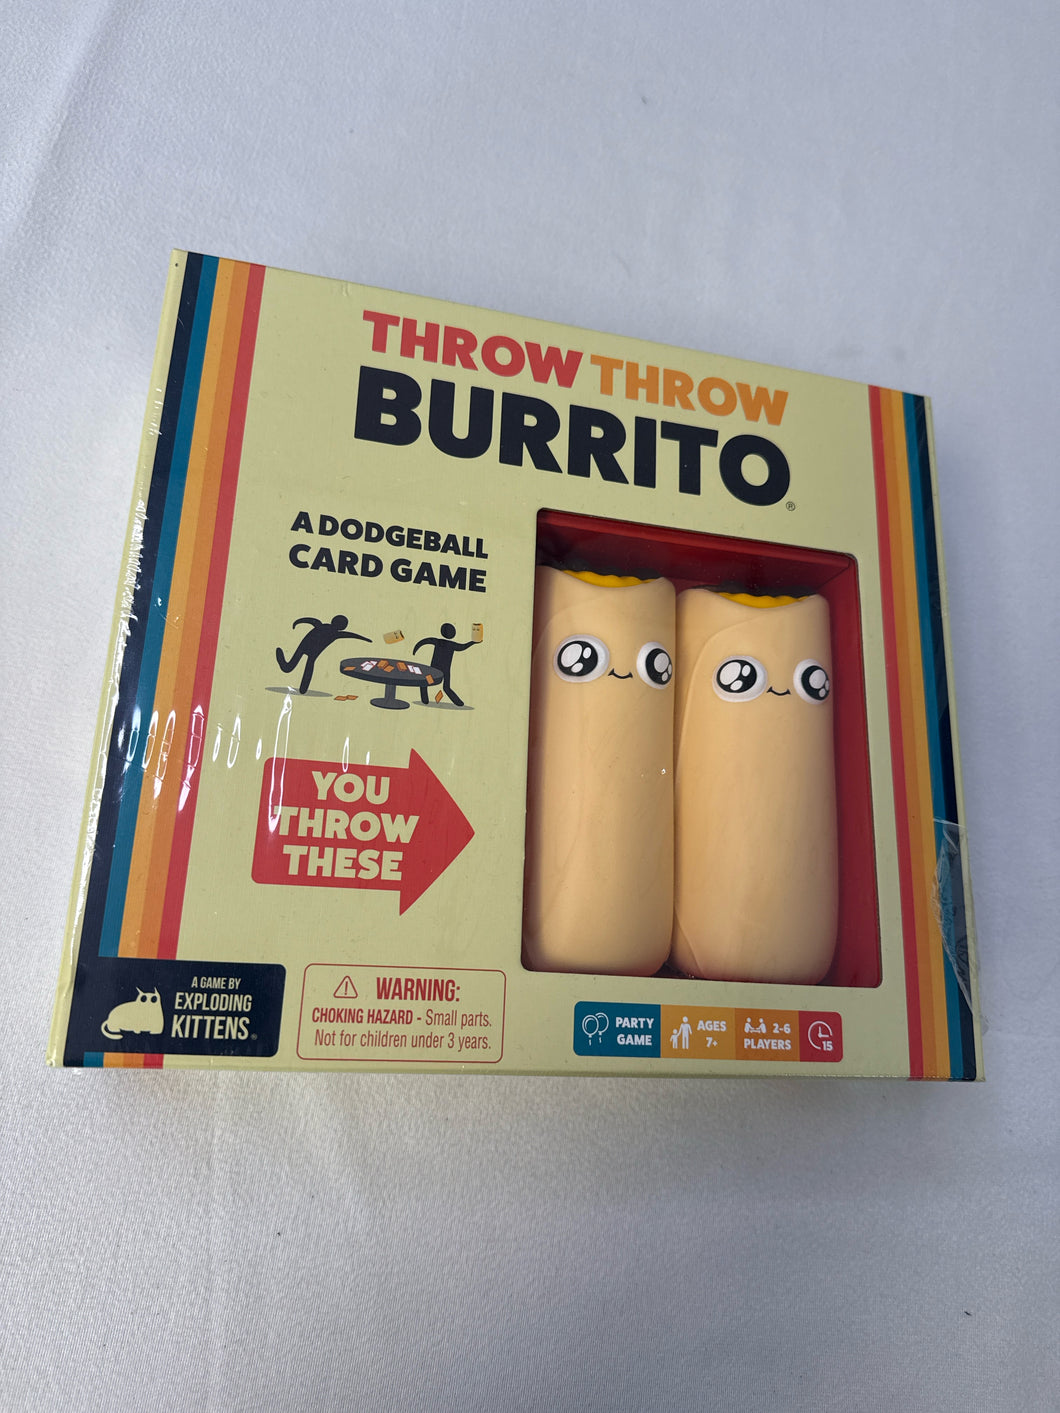 THROW THROW
BURRITO®
A DODGEBALL
CARD GAME
YOU
THROW
THESE
A GAME BY
EXPLODING
KITTENS®
WARNING:
CHOKING HAZARD - Small parts.
Not for children under 3 years.
PARTY
GAME
AGES
7+
2-6
PLAYERS
15